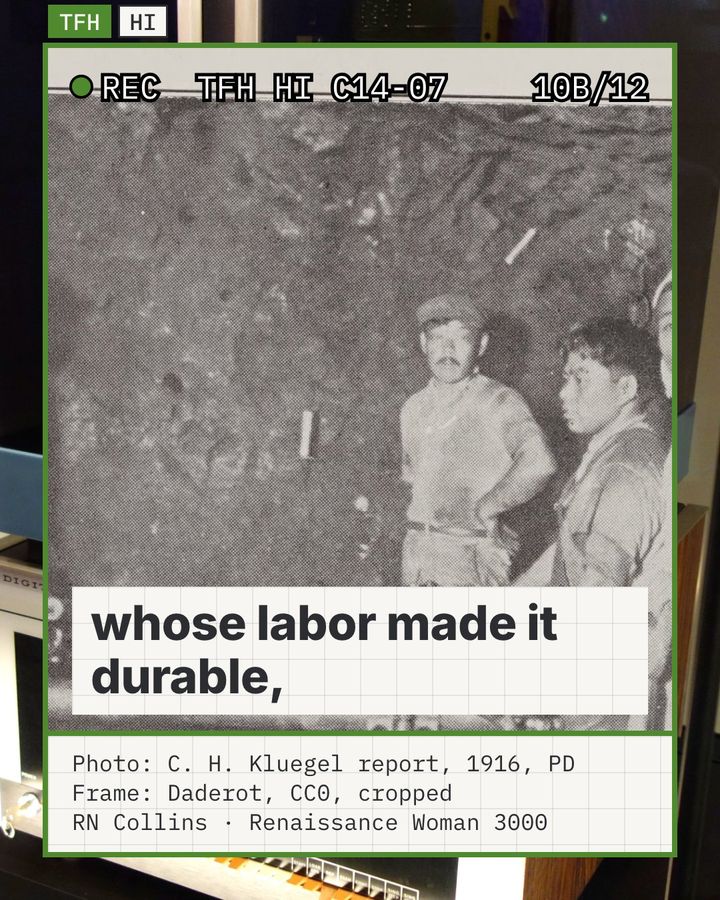 TFH HI
REC TFH HI C14-07 10B/12
whose labor made it
durable,
Photo: C. H. Kluegel report, 1916, PD
Frame: Daderot, CC0, cropped
RN Collins · Renaissance Woman 3000
DIGIT